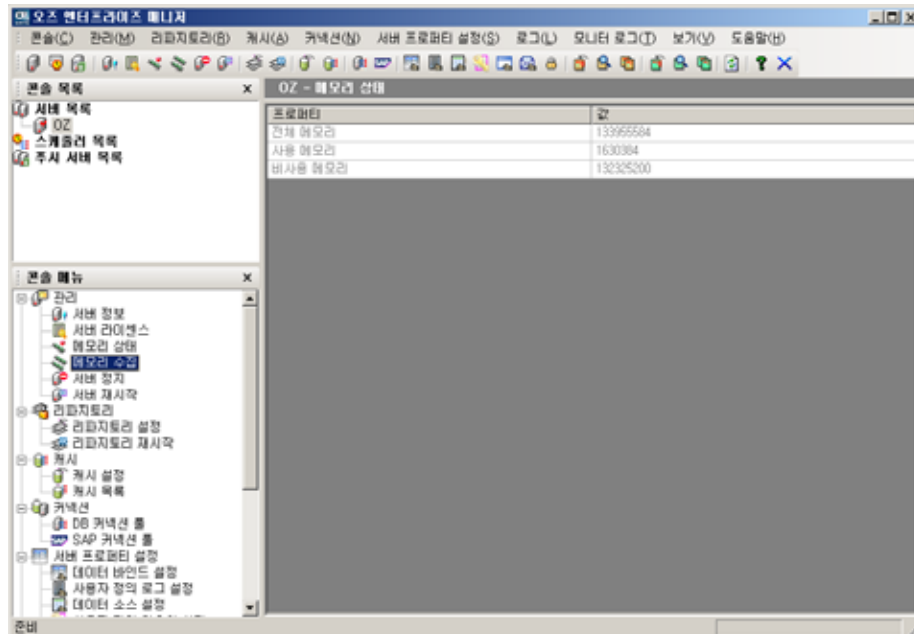 오즈 엔터프라이즈 매니저
콘솔(C) 관리(M) 리파지토리(B) 캐시(A) 커넥션(N) 서버 프로퍼티 설정(S) 로그(L) 모니터 로그(T) 보기(V) 도움말(H)
콘솔 목록
서버 목록
OZ
스케줄러 목록
주시 서버 목록
OZ - 메모리 상태
프로퍼티 값
전체 메모리 133955584
사용 메모리 1630384
비사용 메모리 132325200
콘솔 메뉴
관리
서버 정보
서버 라이센스
메모리 상태
메모리 수집
서버 정지
서버 재시작
리파지토리
리파지토리 설정
리파지토리 재시작
캐시
캐시 설정
캐시 목록
커넥션
DB 커넥션 풀
SAP 커넥션 풀
서버 프로퍼티 설정
데이터 바인드 설정
사용자 정의 로그 설정
데이터 소스 설정
준비